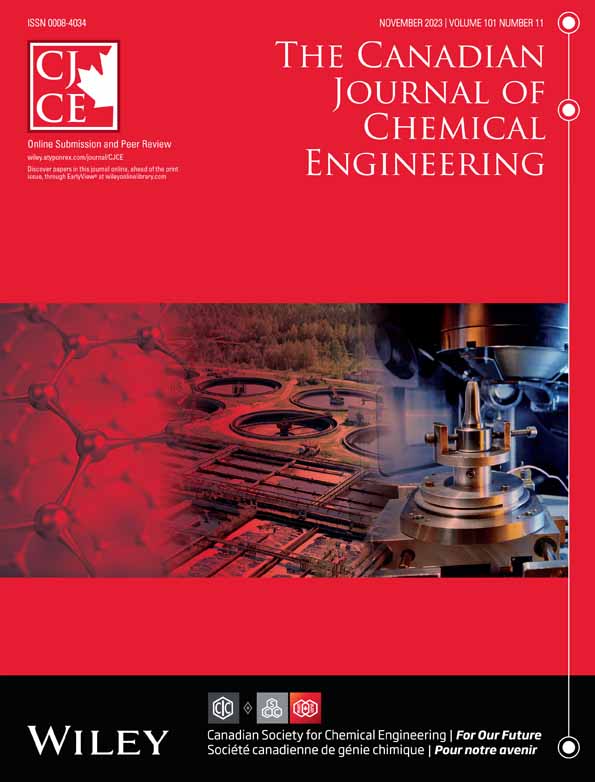 ISSN 0008-4034
NOVEMBER 2023 | VOLUME 101 NUMBER 11
THE CANADIAN
JOURNAL OF
CHEMICAL
ENGINEERING
CJ
CE
Online Submission and Peer Review
wiley.atyponrex.com/journal/CJCE
Discover papers in this journal online, ahead of the print
issue, through EarlyView® at wileyonlinelibrary.com
WILEY
CIC
Canadian Society for Chemical Engineering | For Our Future
Société canadienne de génie chimique | Pour notre avenir